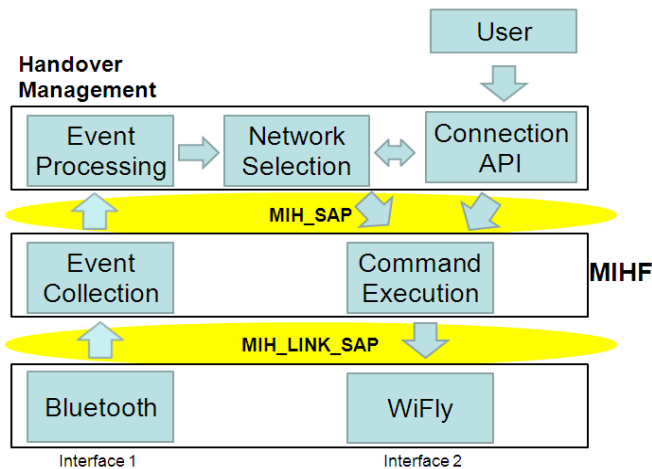 User
Handover
Management
Event
Processing
Network
Selection
Connection
API
MIH_SAP
Event
Collection
Command
Execution
MIHF
MIH_LINK_SAP
Bluetooth
WiFly
Interface 1
Interface 2